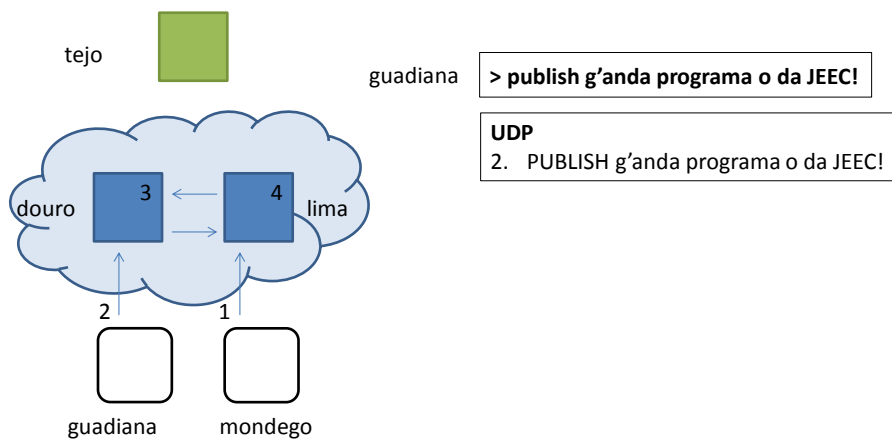 tejo
guadiana
> publish g’anda programa o da JEEC!
UDP
2. PUBLISH g’anda programa o da JEEC!
3
4
douro
lima
2
1
guadiana
mondego